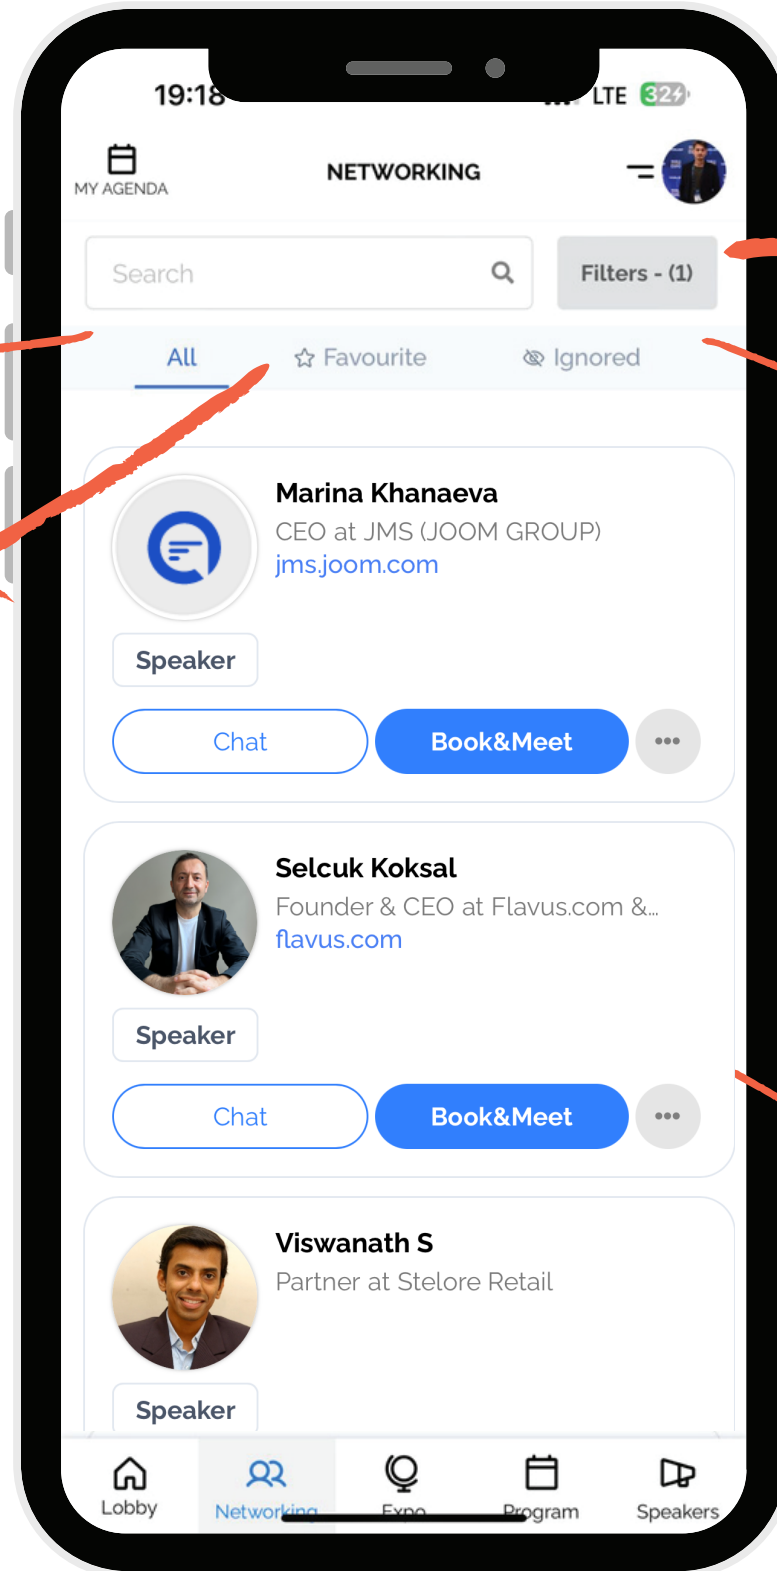 19:18
LTE 32
MY AGENDA
NETWORKING
Search
Filters - (1)
All
Favourite
Ignored
Marina Khanaeva
CEO at JMS (JOOM GROUP)
jms.joom.com
Speaker
Chat
Book&Meet
Selcuk Koksal
Founder & CEO at Flavus.com &...
flavus.com
Speaker
Chat
Book&Meet
Viswanath S
Partner at Stelore Retail
Speaker
Lobby
Networking
Expo
Program
Speakers